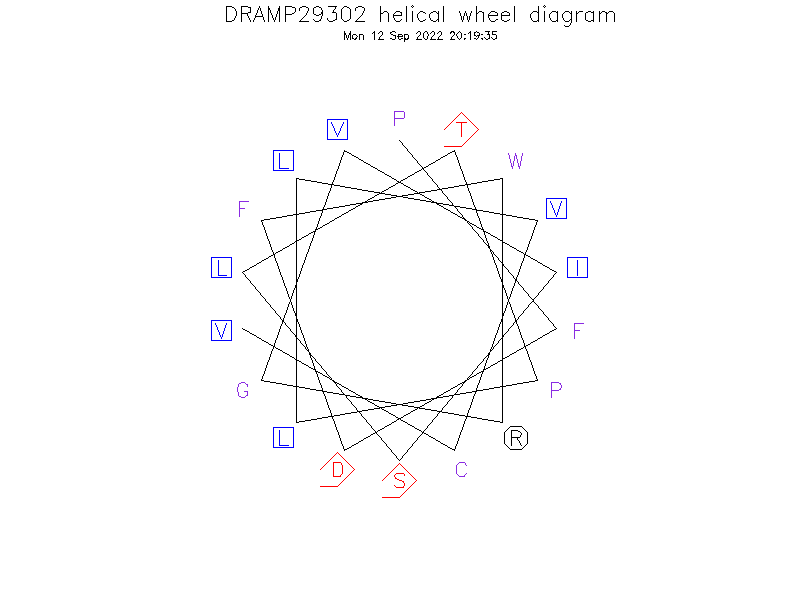 DRAMP29302 helical wheel diagram
Mon 12 Sep 2022 20:19:35
P
V T
L W
F V
L I
V F
G P
L R
D C
S